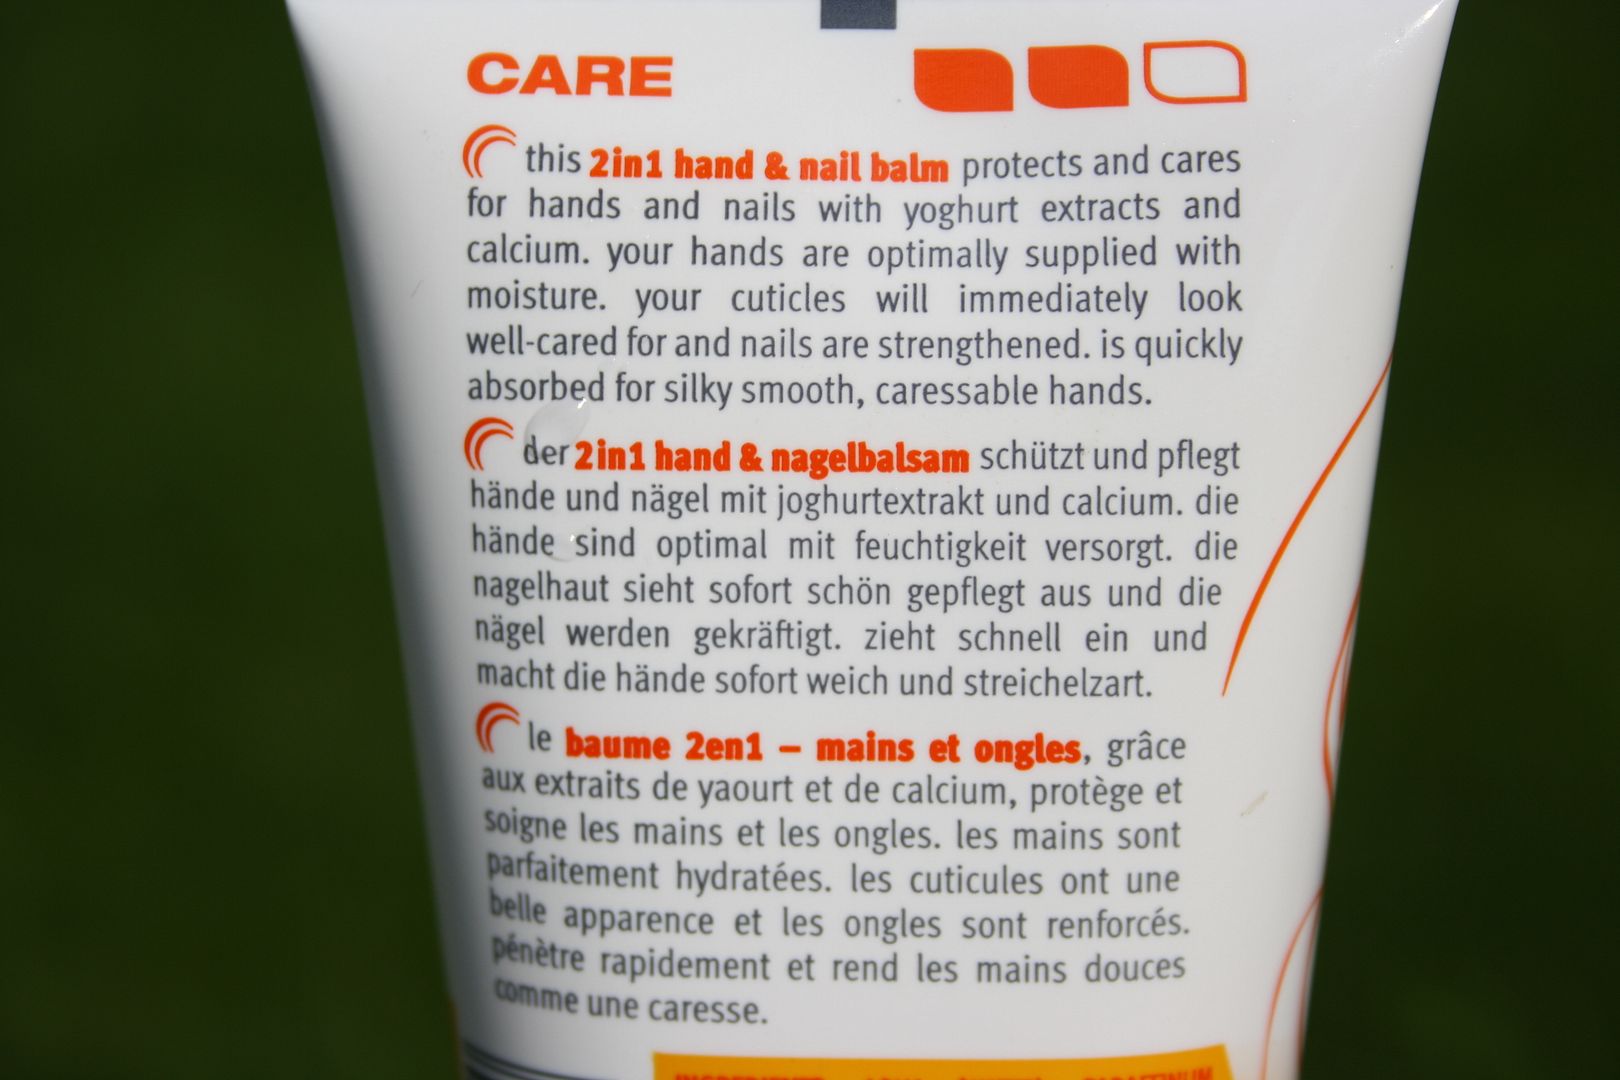 CARE
this 2in1 hand & nail balm protects and cares
for hands and nails with yoghurt extracts and
calcium. your hands are optimally supplied with
moisture. your cuticles will immediately look
well-cared for and nails are strengthened. is quickly
absorbed for silky smooth, caressable hands.
der 2in1 hand & nagelbalsam schützt und pflegt
hände und nägel mit joghurtextrakt und calcium. die
hände sind optimal mit feuchtigkeit versorgt. die
nagelhaut sieht sofort schön gepflegt aus und die
nägel werden gekräftigt. zieht schnell ein und
macht die hände sofort weich und streichelzart.
le baume 2en1 – mains et ongles, grâce
aux extraits de yaourt et de calcium, protège et
soigne les mains et les ongles. les mains sont
parfaitement hydratées. les cuticules ont une
belle apparence et les ongles sont renforcés.
pénètre rapidement et rend les mains douces
comme une caresse.